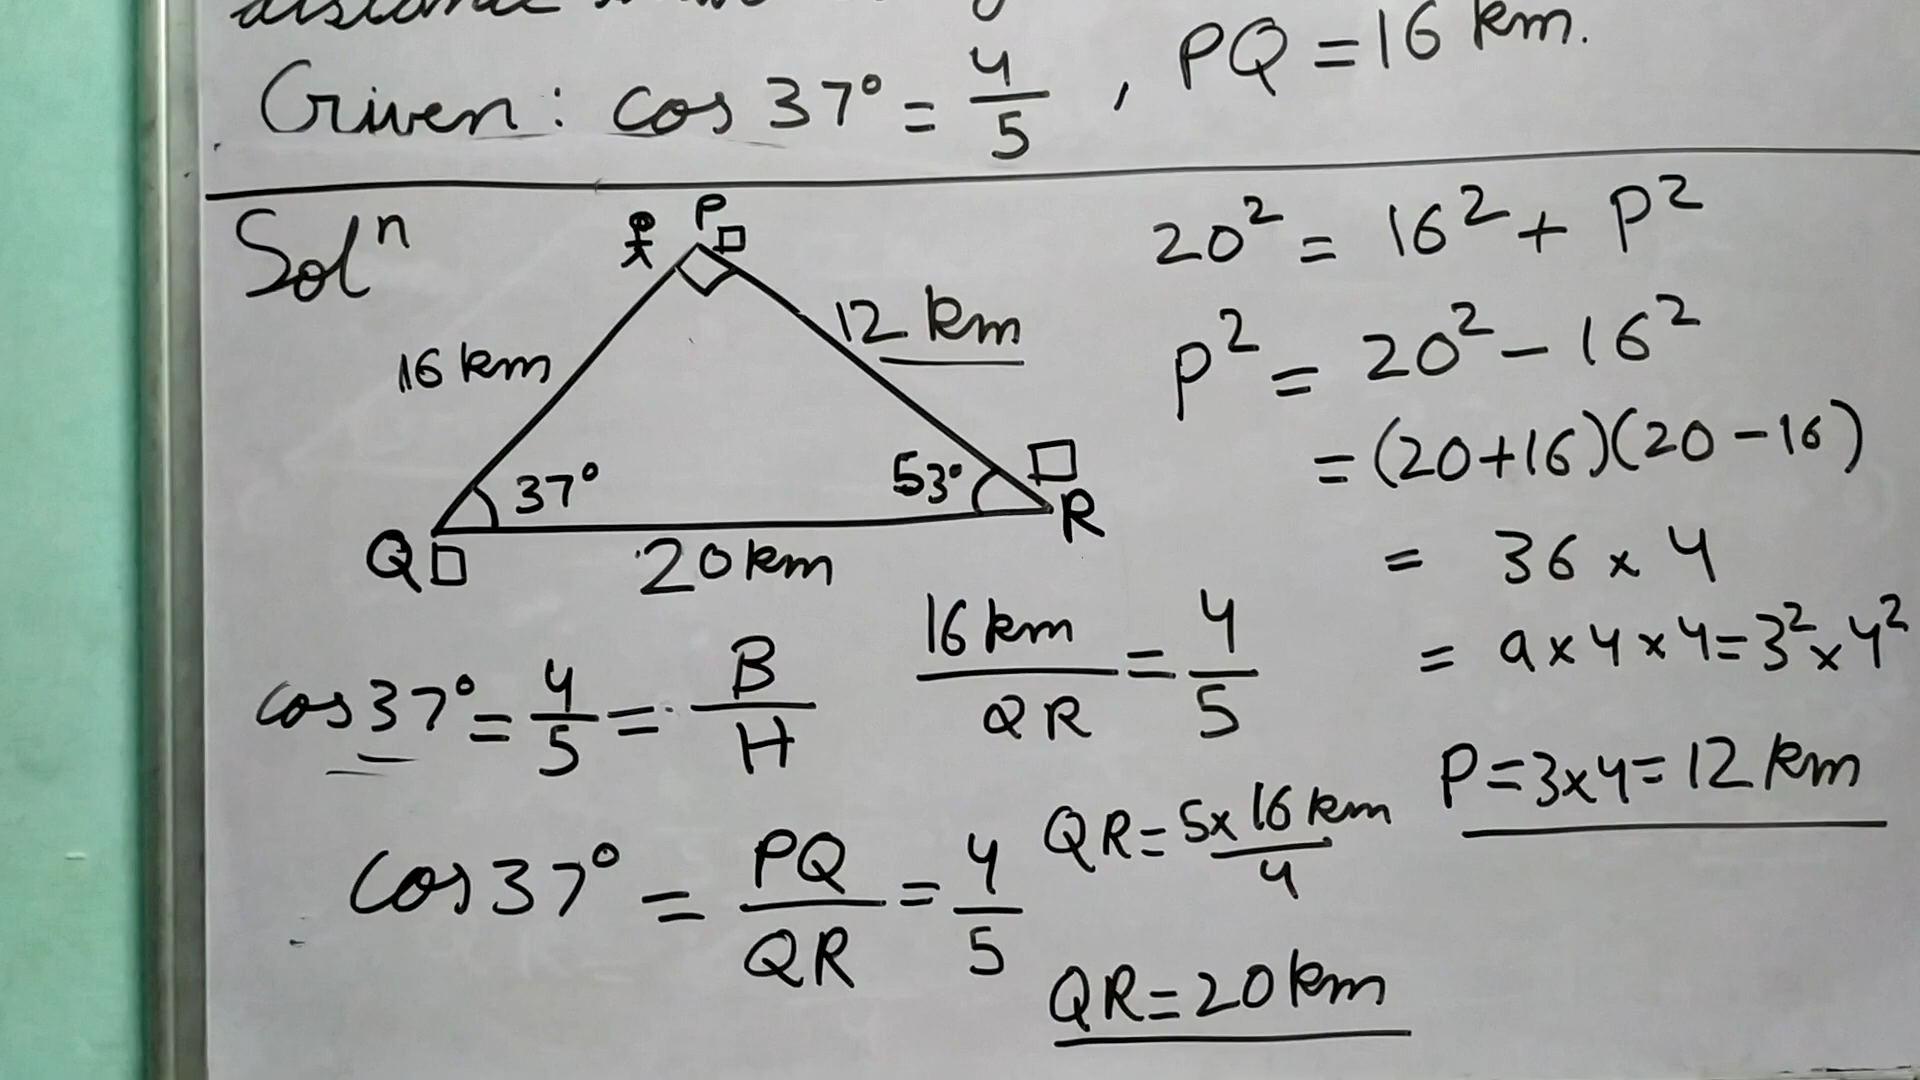 distance
Given: cos 37° = 4/5, PQ = 16 km.
Solⁿ
P
16 km
12 km
37°
53°
Q
R
20 km
cos 37° = 4/5 = B/H
cos 37° = PQ/QR = 4/5
16 km/QR = 4/5
QR = 5x 16 km/4
QR = 20 km
20² = 16² + P²
P² = 20² – 16²
= (20+16)(20–16)
= 36 x 4
= 9 x 4 x 4 = 3² x 4²
P = 3x4 = 12 km